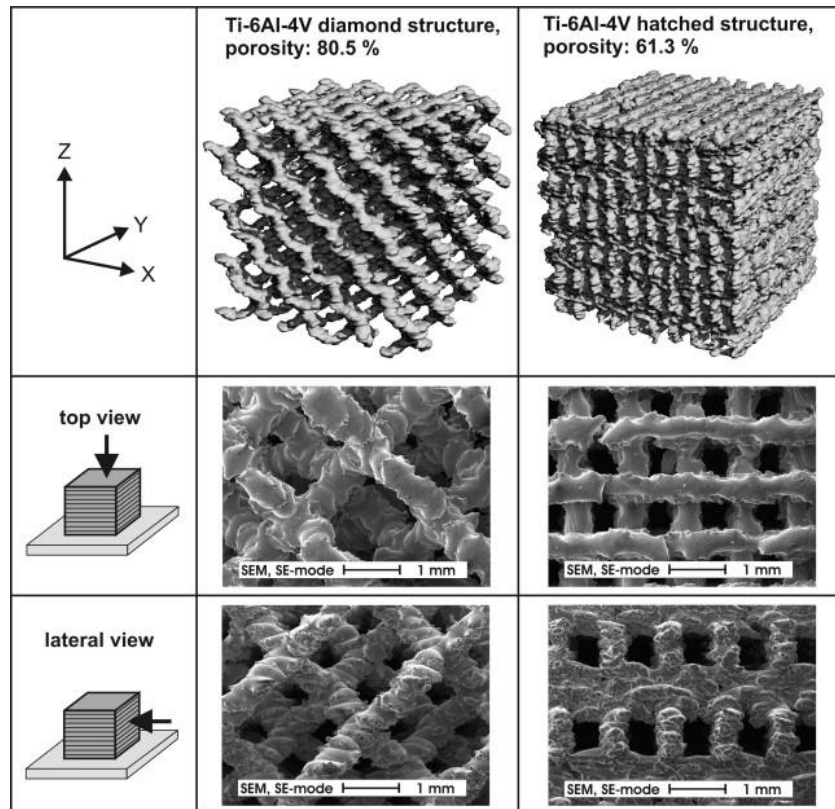 Ti-6Al-4V diamond structure,
porosity: 80.5 %
Ti-6Al-4V hatched structure,
porosity: 61.3 %
Z
Y
X
top view
SEM, SE-mode 1 mm
SEM, SE-mode 1 mm
lateral view
SEM, SE-mode 1 mm
SEM, SE-mode 1 mm